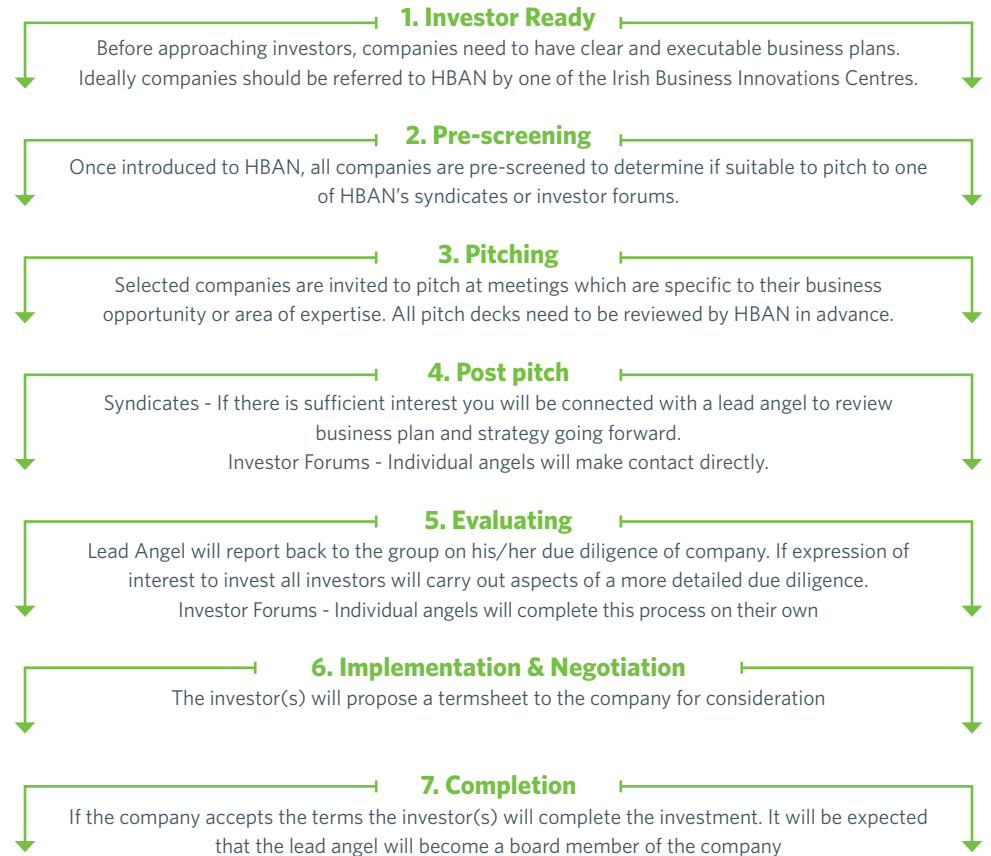 1. Investor Ready
Before approaching investors, companies need to have clear and executable business plans.
Ideally companies should be referred to HBAN by one of the Irish Business Innovations Centres.
2. Pre-screening
Once introduced to HBAN, all companies are pre-screened to determine if suitable to pitch to one
of HBAN's syndicates or investor forums.
3. Pitching
Selected companies are invited to pitch at meetings which are specific to their business
opportunity or area of expertise. All pitch decks need to be reviewed by HBAN in advance.
4. Post pitch
Syndicates - If there is sufficient interest you will be connected with a lead angel to review
business plan and strategy going forward.
Investor Forums - Individual angels will make contact directly.
5. Evaluating
Lead Angel will report back to the group on his/her due diligence of company. If expression of
interest to invest all investors will carry out aspects of a more detailed due diligence.
Investor Forums - Individual angels will complete this process on their own
6. Implementation & Negotiation
The investor(s) will propose a termsheet to the company for consideration
7. Completion
If the company accepts the terms the investor(s) will complete the investment. It will be expected
that the lead angel will become a board member of the company